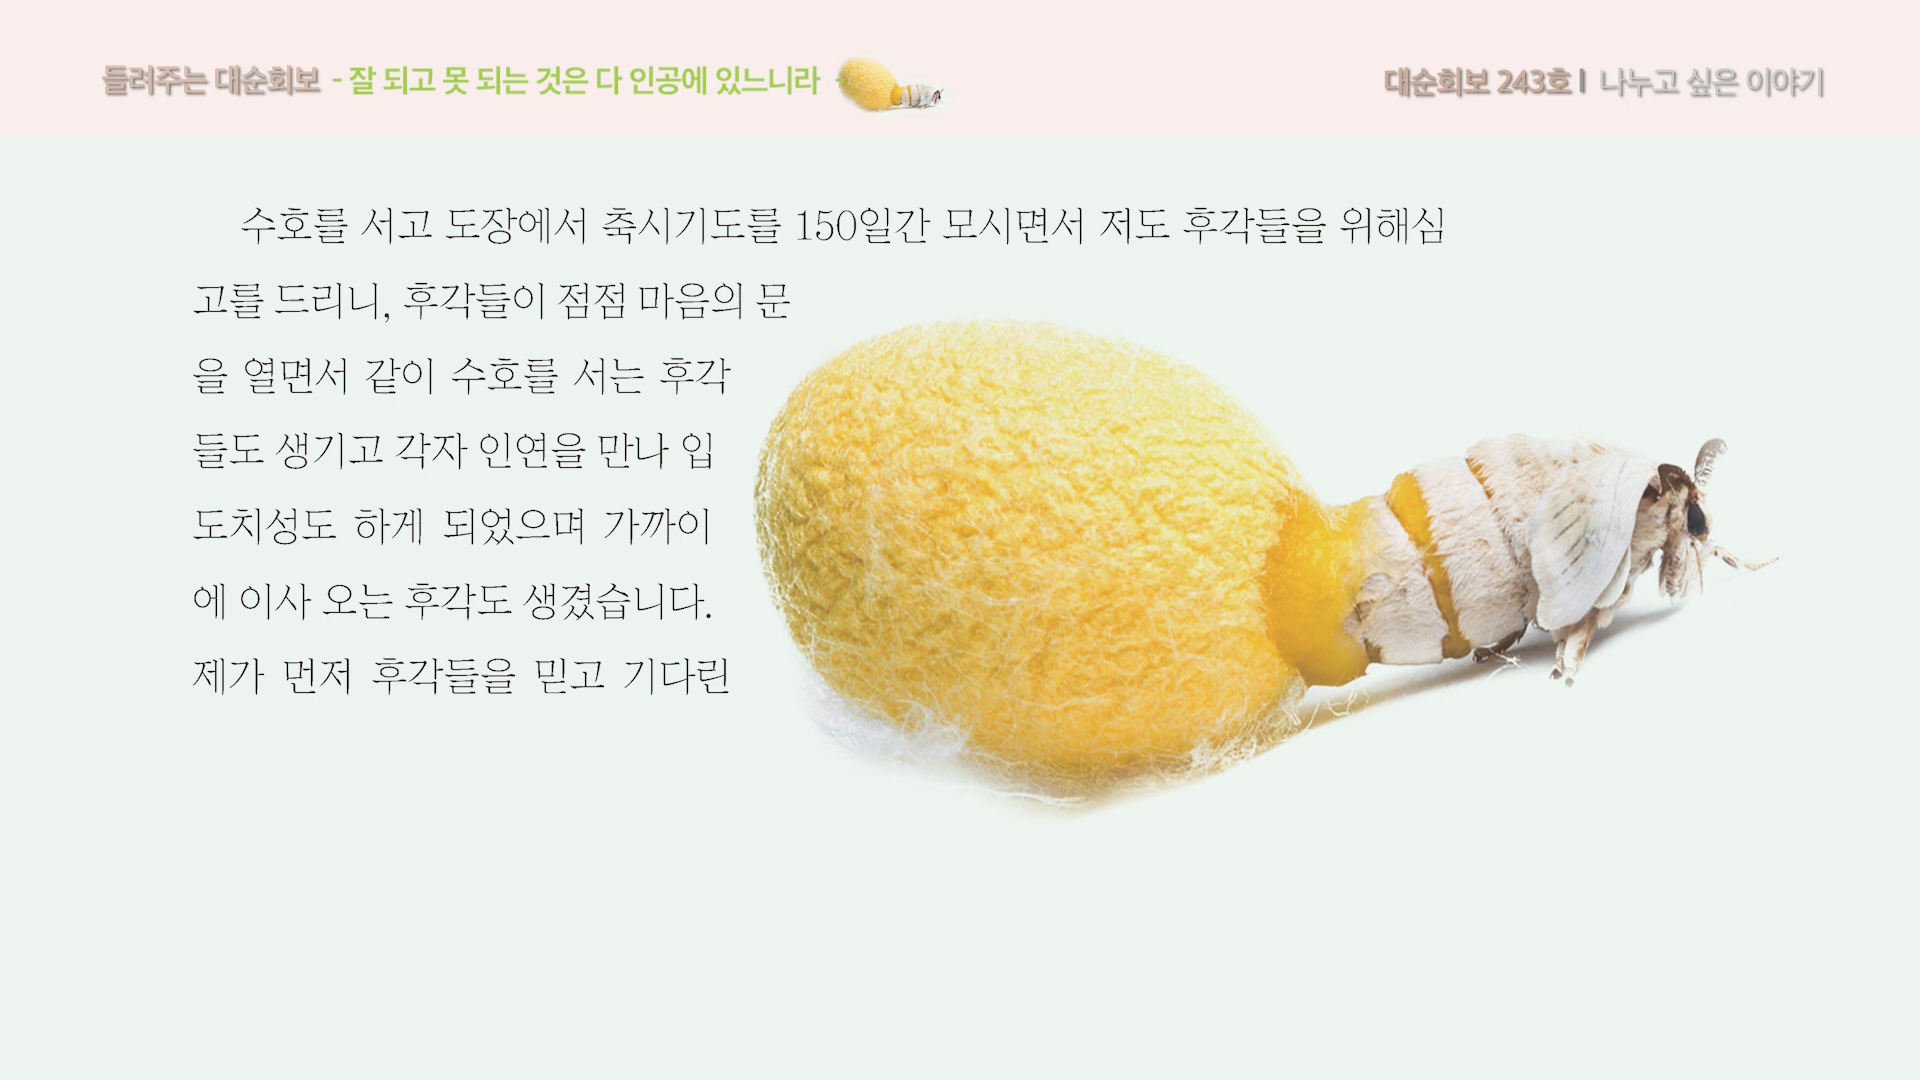 들려주는 대순회보 - 잘 되고 못 되는 것은 다 인공에 있느니라
대순회보 243호 | 나누고 싶은 이야기
수호를 서고 도장에서 축시기도를 150일간 모시면서 저도 후각들을 위해심
고를 드리니, 후각들이 점점 마음의 문
을 열면서 같이 수호를 서는 후각
들도 생기고 각자 인연을 만나 입
도치성도 하게 되었으며 가까이
에 이사 오는 후각도 생겼습니다.
제가 먼저 후각들을 믿고 기다린